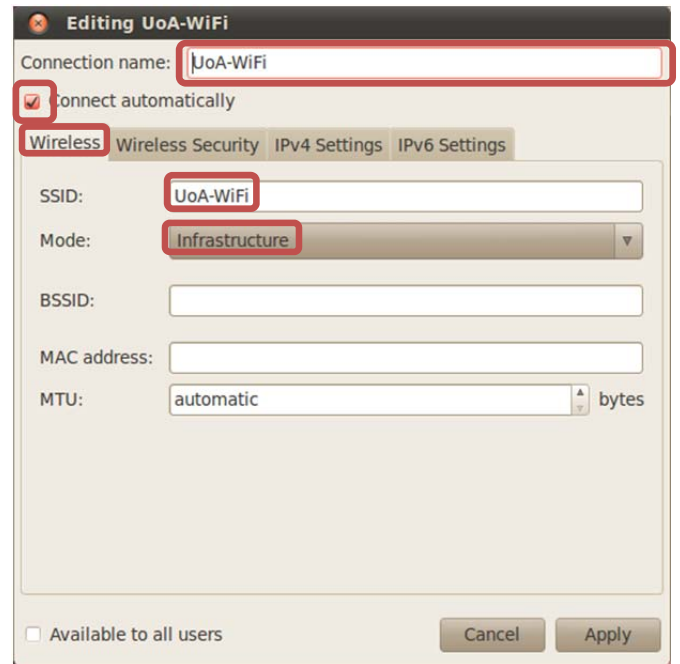 Editing UoA-WiFi
Connection name: UoA-WiFi
Connect automatically
Wireless Wireless Security IPv4 Settings IPv6 Settings
SSID: UoA-WiFi
Mode: Infrastructure
BSSID:
MAC address:
MTU: automatic bytes
Available to all users Cancel Apply